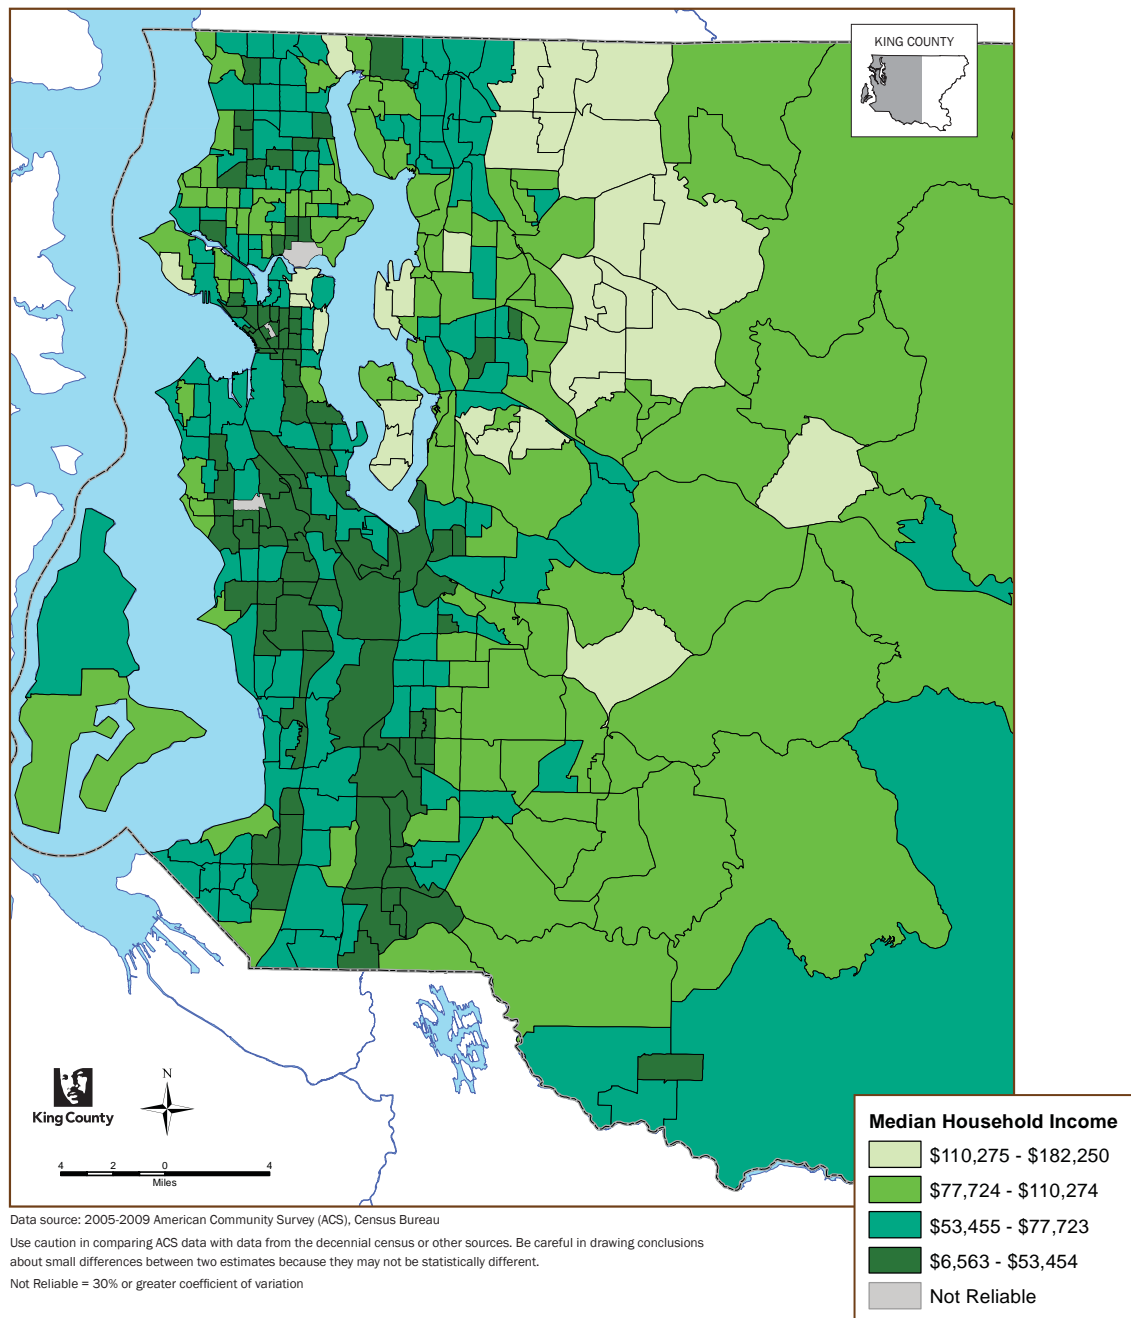 KING COUNTY
N
King County
4 2 0 4
Miles
Median Household Income
$110,275 - $182,250
$77,724 - $110,274
$53,455 - $77,723
$6,563 - $53,454
Not Reliable
Data source: 2005-2009 American Community Survey (ACS), Census Bureau
Use caution in comparing ACS data with data from the decennial census or other sources. Be careful in drawing conclusions
about small differences between two estimates because they may not be statistically different.
Not Reliable = 30% or greater coefficient of variation